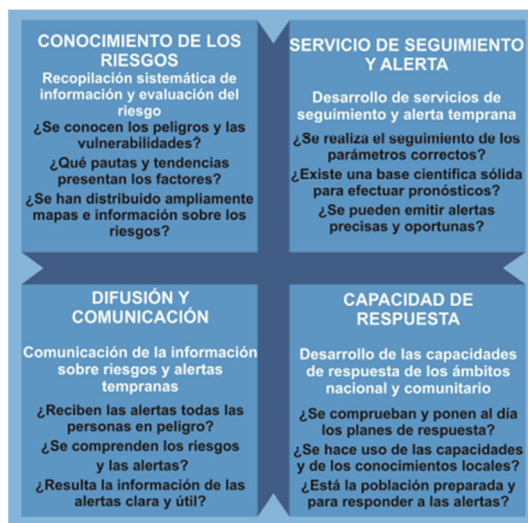 CONOCIMIENTO DE LOS
RIESGOS
Recopilación sistemática de
información y evaluación del
riesgo
¿Se conocen los peligros y las
vulnerabilidades?
¿Qué pautas y tendencias
presentan los factores?
¿Se han distribuido ampliamente
mapas e información sobre los
riesgos?
SERVICIO DE SEGUIMIENTO
Y ALERTA
Desarrollo de servicios de
seguimiento y alerta temprana
¿Se realiza el seguimiento de los
parámetros correctos?
¿Existe una base científica sólida
para efectuar pronósticos?
¿Se pueden emitir alertas
precisas y oportunas?
DIFUSIÓN Y
COMUNICACIÓN
Comunicación de la información
sobre riesgos y alertas
tempranas
¿Reciben las alertas todas las
personas en peligro?
¿Se comprenden los riesgos
y las alertas?
¿Resulta la información de las
alertas clara y útil?
CAPACIDAD DE
RESPUESTA
Desarrollo de las capacidades
de respuesta de los ámbitos
nacional y comunitario
¿Se comprueban y ponen al día
los planes de respuesta?
¿Se hace uso de las capacidades
y de los conocimientos locales?
¿Está la población preparada y
para responder a las alertas?